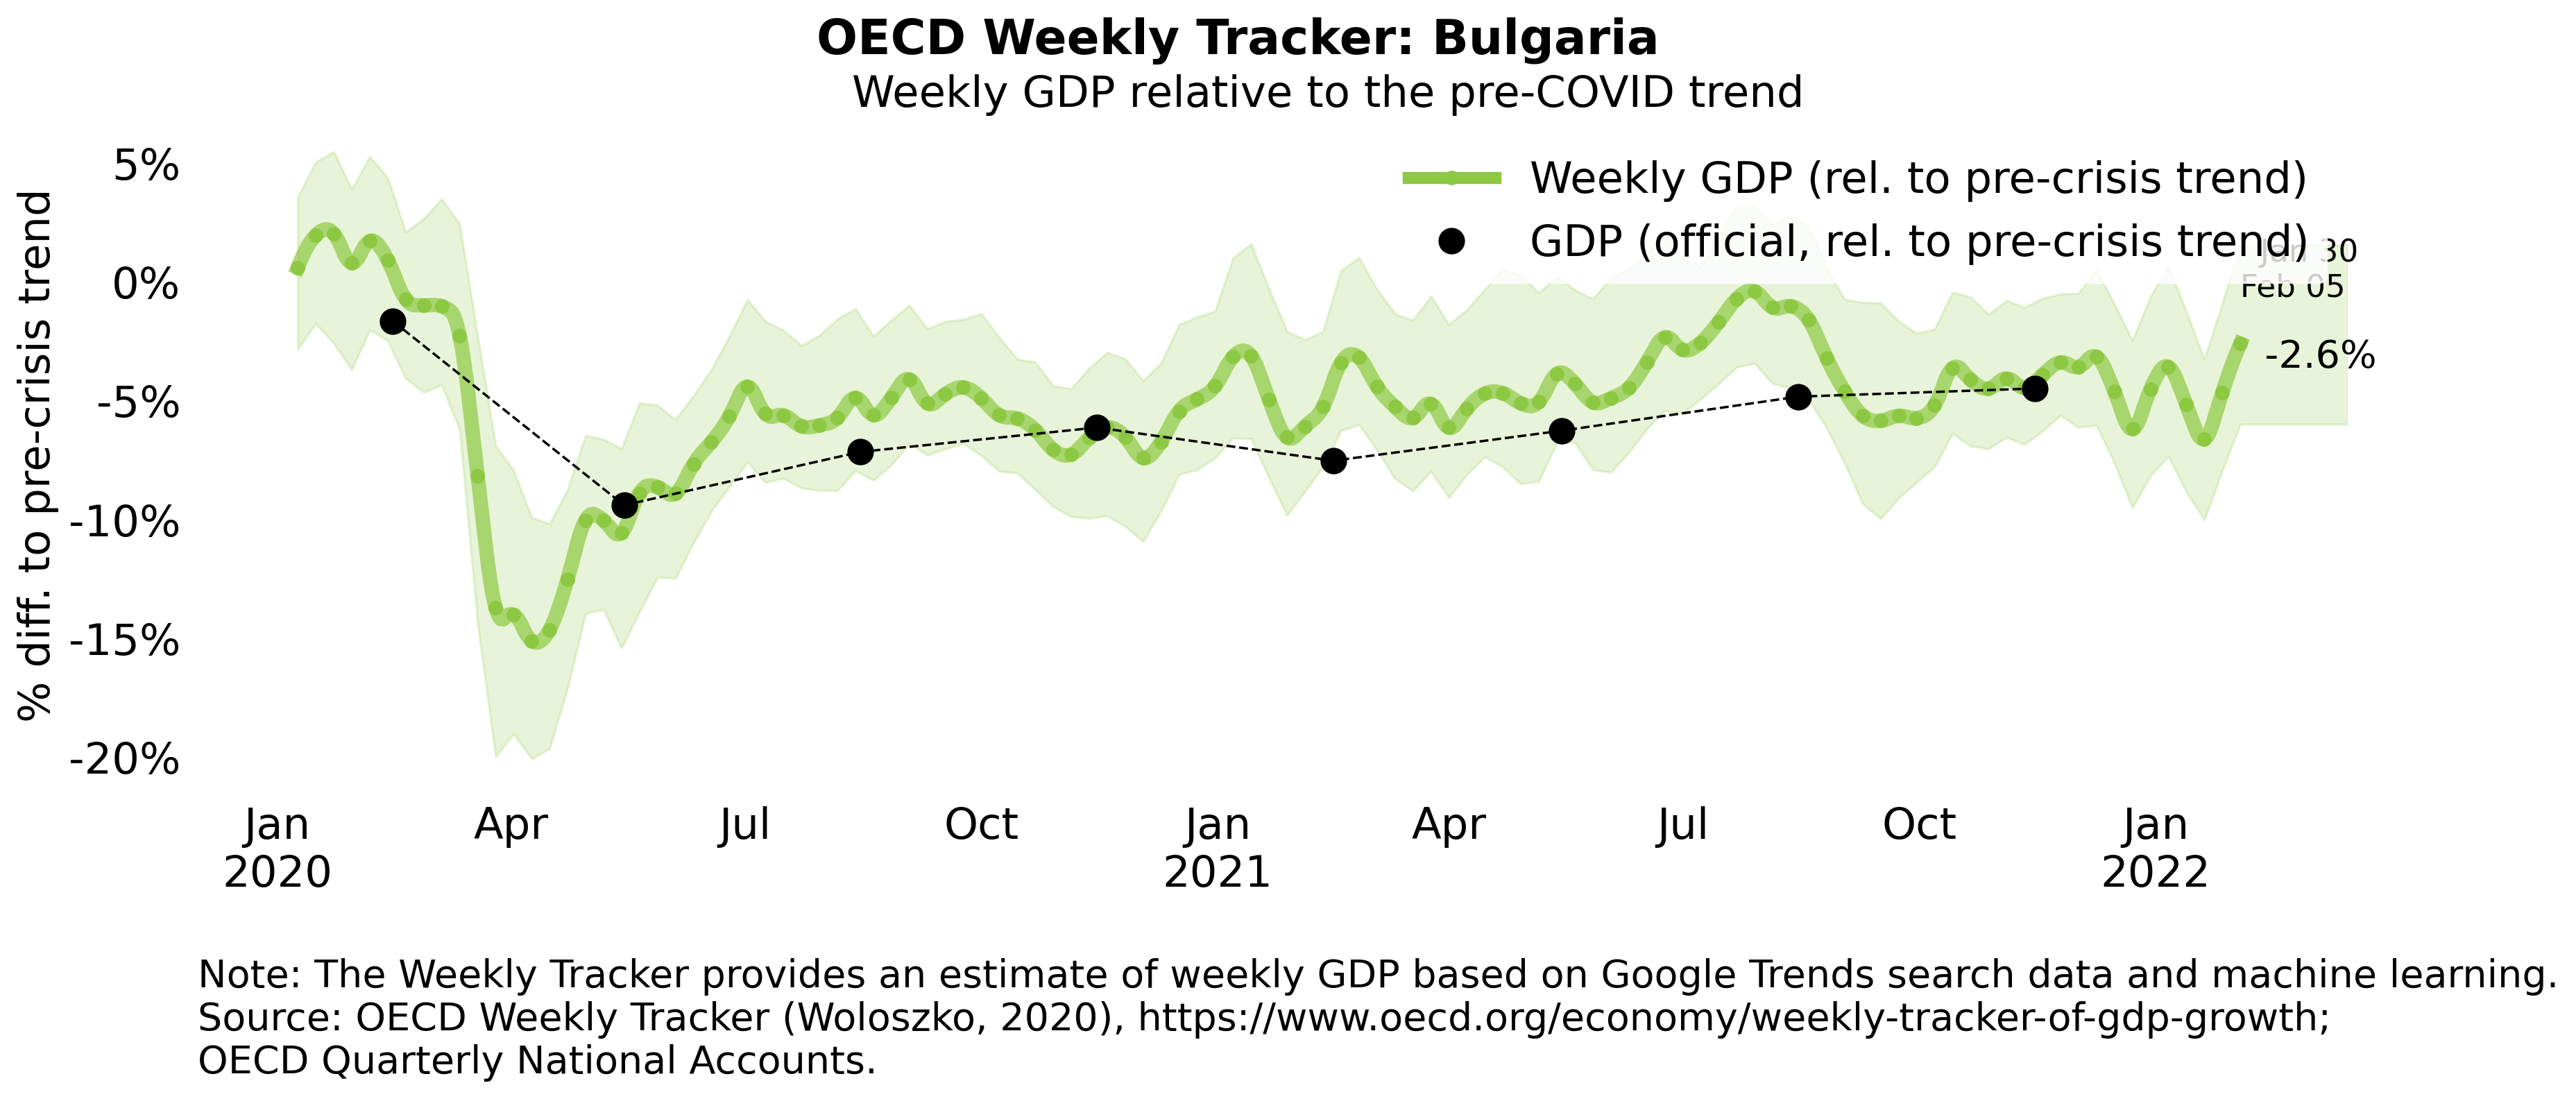 OECD Weekly Tracker: Bulgaria
Weekly GDP relative to the pre-COVID trend
% diff. to pre-crisis trend
5%
0%
-5%
-10%
-15%
-20%
Weekly GDP (rel. to pre-crisis trend)
GDP (official, rel. to pre-crisis trend)
Jan 30
Feb 05
-2.6%
Jan Apr Jul Oct Jan Apr Jul Oct Jan
2020 2021 2022
Note: The Weekly Tracker provides an estimate of weekly GDP based on Google Trends search data and machine learning.
Source: OECD Weekly Tracker (Woloszko, 2020), https://www.oecd.org/economy/weekly-tracker-of-gdp-growth;
OECD Quarterly National Accounts.